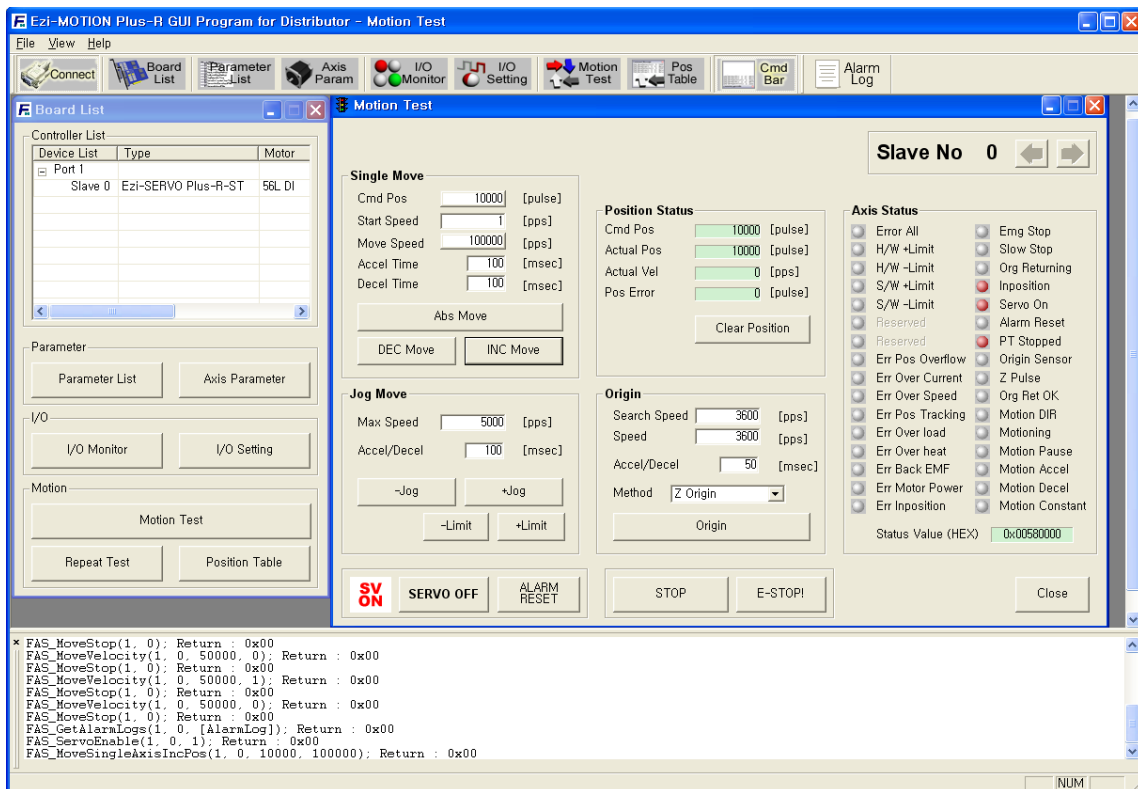 Ezi-MOTION Plus-R GUI Program for Distributor - Motion Test
File View Help
Connect
Board List
Parameter List
Axis Param
I/O Monitor
I/O Setting
Motion Test
Pos Table
Cmd Bar
Alarm Log
Board List
Controller List
Device List Type Motor
Port 1
Slave 0 Ezi-SERVO Plus-R-ST 56L DI
Parameter
Parameter List Axis Parameter
I/O
I/O Monitor I/O Setting
Motion
Motion Test
Repeat Test Position Table
Motion Test
Slave No 0
Single Move
Cmd Pos 10000 [pulse]
Start Speed 1 [pps]
Move Speed 100000 [pps]
Accel Time 100 [msec]
Decel Time 100 [msec]
Abs Move
DEC Move INC Move
Position Status
Cmd Pos 10000 [pulse]
Actual Pos 10000 [pulse]
Actual Vel 0 [pps]
Pos Error 0 [pulse]
Clear Position
Jog Move
Max Speed 5000 [pps]
Accel/Decel 100 [msec]
-Jog +Jog
-Limit +Limit
Origin
Search Speed 3600 [pps]
Speed 3600 [pps]
Accel/Decel 50 [msec]
Method Z Origin
Origin
Axis Status
Error All Emg Stop
H/W +Limit Slow Stop
H/W -Limit Org Returning
S/W +Limit Inposition
S/W -Limit Servo On
Reserved Alarm Reset
Reserved PT Stopped
Err Pos Overflow Origin Sensor
Err Over Current Z Pulse
Err Over Speed Org Ret OK
Err Pos Tracking Motion DIR
Err Over load Motioning
Err Over heat Motion Pause
Err Back EMF Motion Accel
Err Motor Power Motion Decel
Err Inposition Motion Constant
Status Value (HEX) 0x00580000
SV ON SERVO OFF ALARM RESET
STOP E-STOP!
Close
FAS_MoveStop(1, 0); Return : 0x00
FAS_MoveVelocity(1, 0, 50000, 0); Return : 0x00
FAS_MoveStop(1, 0); Return : 0x00
FAS_MoveVelocity(1, 0, 50000, 1); Return : 0x00
FAS_MoveStop(1, 0); Return : 0x00
FAS_MoveVelocity(1, 0, 50000, 0); Return : 0x00
FAS_MoveStop(1, 0); Return : 0x00
FAS_GetAlarmLogs(1, 0, [AlarmLog]); Return : 0x00
FAS_ServoEnable(1, 0, 1); Return : 0x00
FAS_MoveSingleAxisIncPos(1, 0, 10000, 100000); Return : 0x00
NUM